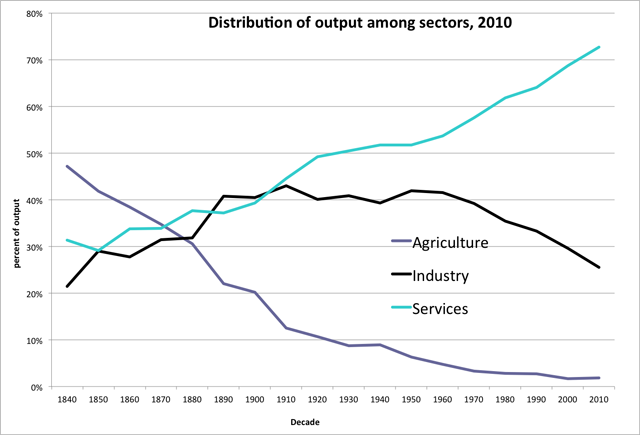 Distribution of output among sectors, 2010
80%
70%
60%
50%
40%
30%
20%
10%
0%
percent of output
Agriculture
Industry
Services
1840 1850 1860 1870 1880 1890 1900 1910 1920 1930 1940 1950 1960 1970 1980 1990 2000 2010
Decade